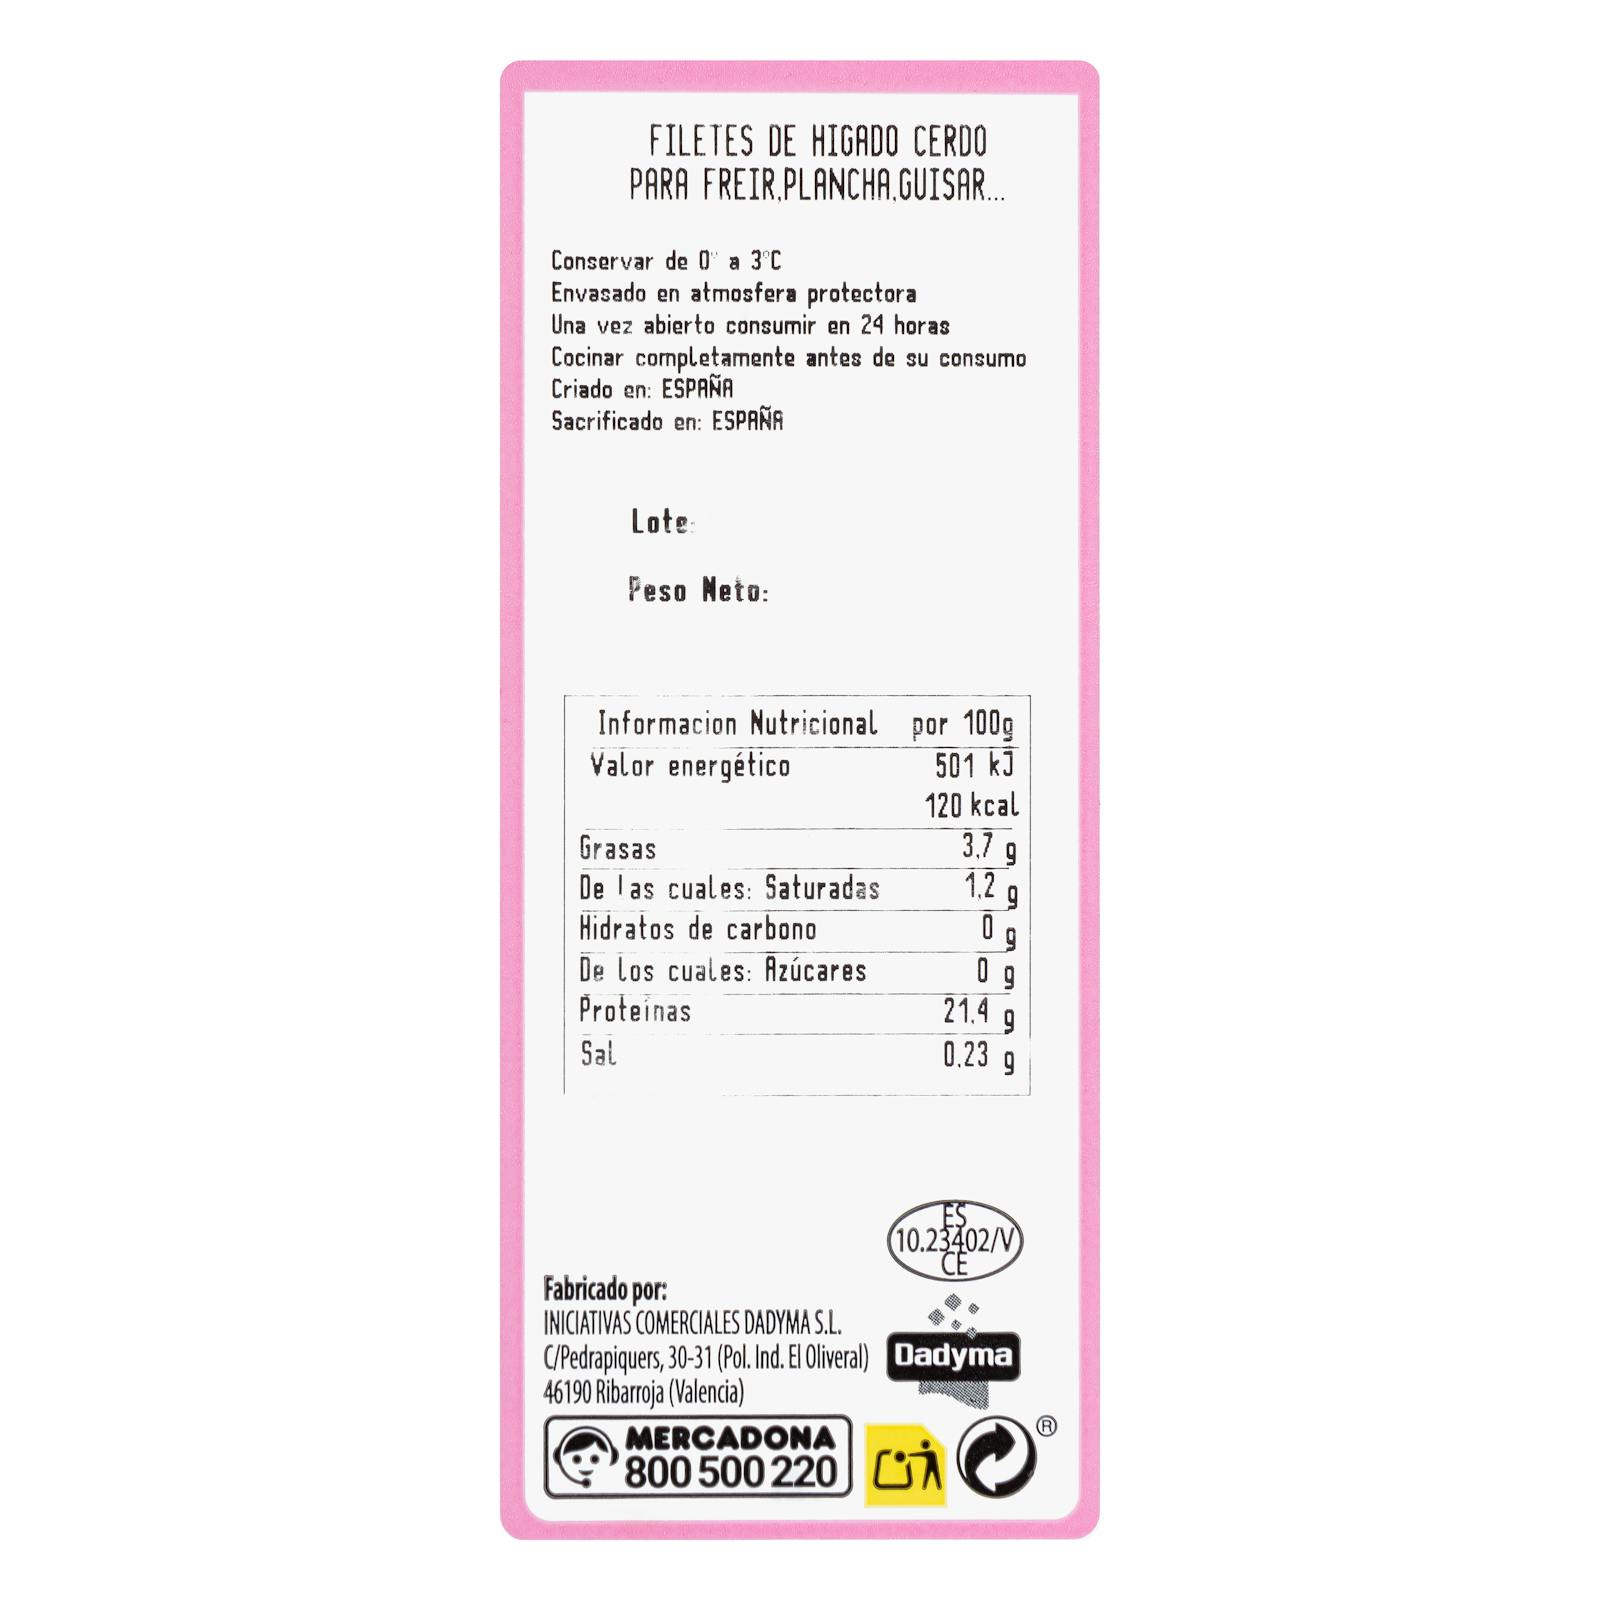 FILETES DE HIGADO CERDO
PARA FREIR,PLANCHA,GUISAR...
Conservar de 0º a 3ºC
Envasado en atmosfera protectora
Una vez abierto consumir en 24 horas
Cocinar completamente antes de su consumo
Criado en: ESPAÑA
Sacrificado en: ESPAÑA
Lote:
Peso Neto:
Informacion Nutricional por 100g
Valor energético 501 kJ
120 kcal
Grasas 3,7 g
De las cuales: Saturadas 1,2 g
Hidratos de carbono 0 g
De los cuales: Azúcares 0 g
Proteínas 21,4 g
Sal 0,23 g
ES
10.23402/V
CE
Fabricado por:
INICIATIVAS COMERCIALES DADYMA S.L.
C/Pedrapiquers, 30-31 (Pol. Ind. El Oliveral)
46190 Ribarroja (Valencia)
Dadyma
MERCADONA
800 500 220
®